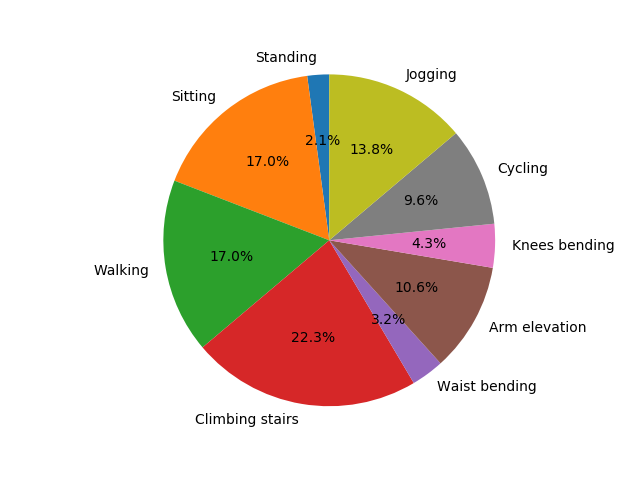 Standing
2.1%
Sitting
17.0%
Walking
17.0%
Climbing stairs
22.3%
Waist bending
3.2%
Arm elevation
10.6%
Knees bending
4.3%
Cycling
9.6%
Jogging
13.8%